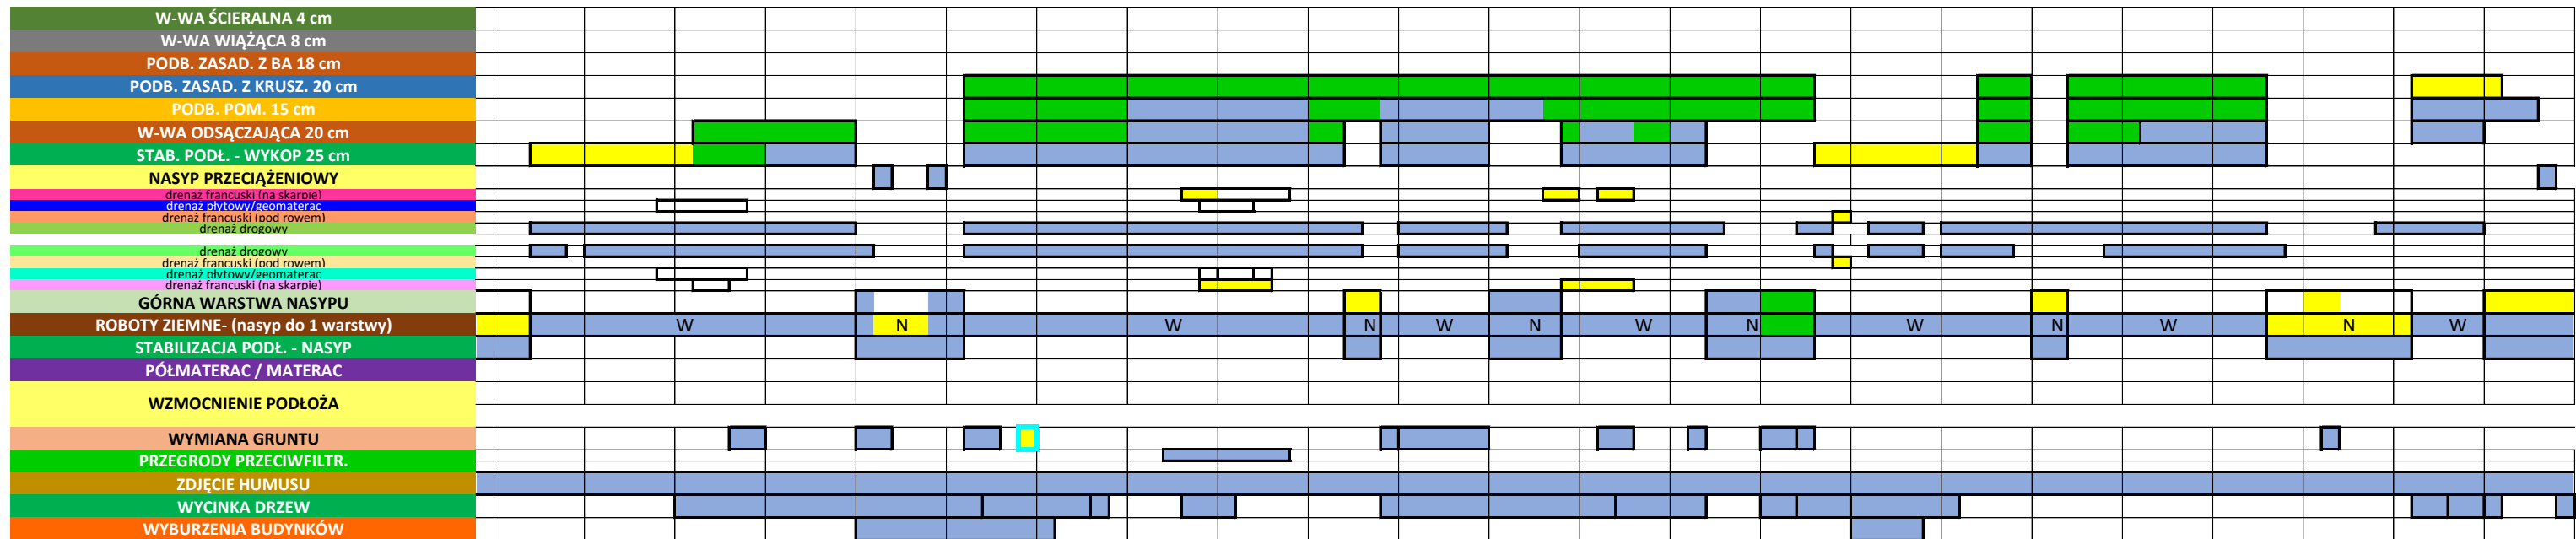 W-WA ŚCIERALNA 4 cm
W-WA WIĄŻĄCA 8 cm
PODB. ZASAD. Z BA 18 cm
PODB. ZASAD. Z KRUSZ. 20 cm
PODB. POM. 15 cm
W-WA ODSĄCZAJĄCA 20 cm
STAB. PODŁ. - WYKOP 25 cm
NASYP PRZECIĄŻENIOWY
drenaż francuski (na skarpie)
drenaż płytowy/geomaterac
drenaż francuski (pod rowem)
drenaż drogowy
drenaż drogowy
drenaż francuski (pod rowem)
drenaż płytowy/geomaterac
drenaż francuski (na skarpie)
GÓRNA WARSTWA NASYPU
ROBOTY ZIEMNE- (nasyp do 1 warstwy) W N W N W N W N W N W N W
STABILIZACJA PODŁ. - NASYP
PÓŁMATERAC / MATERAC
WZMOCNIENIE PODŁOŻA
WYMIANA GRUNTU
PRZEGRODY PRZECIWFILTR.
ZDJĘCIE HUMUSU
WYCINKA DRZEW
WYBURZENIA BUDYNKÓW